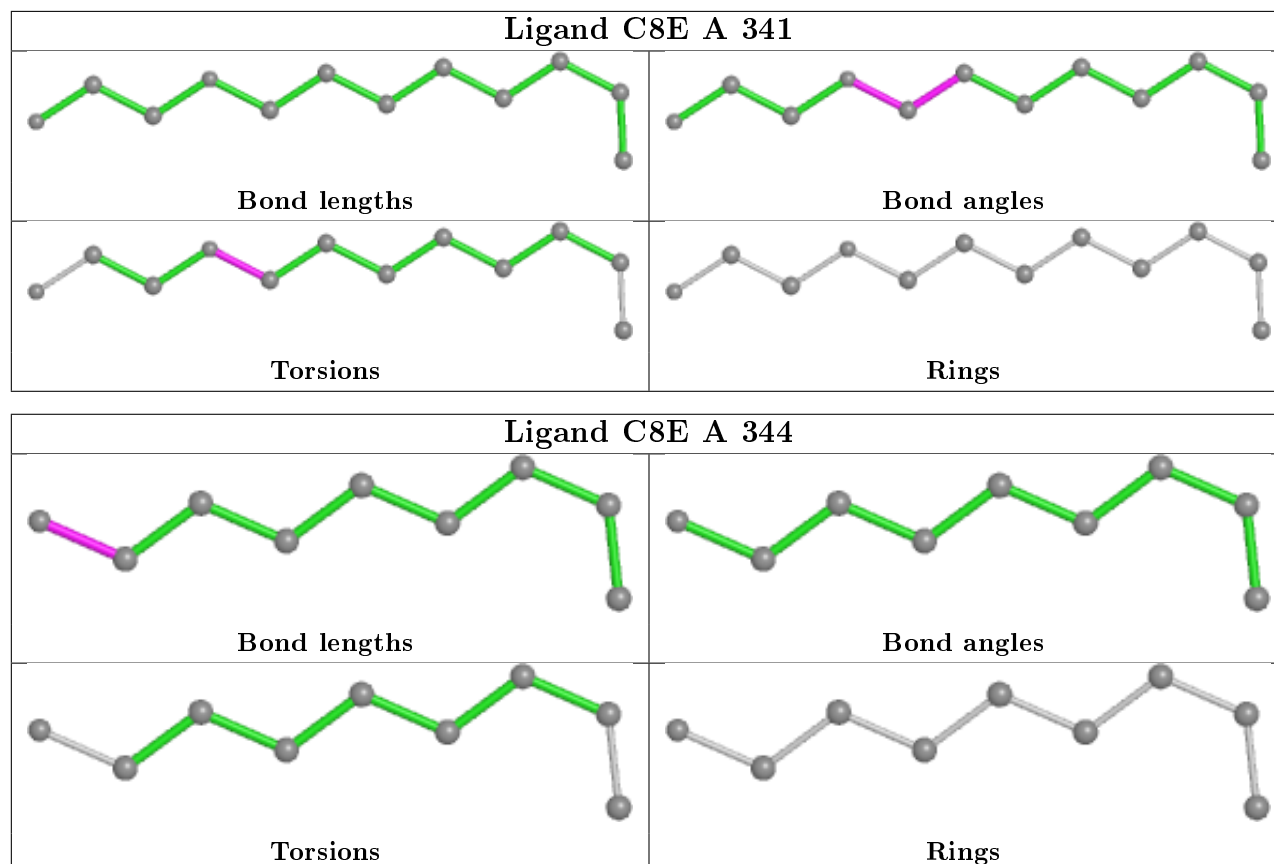 Ligand C8E A 341
Bond lengths
Bond angles
Torsions
Rings
Ligand C8E A 344
Bond lengths
Bond angles
Torsions
Rings